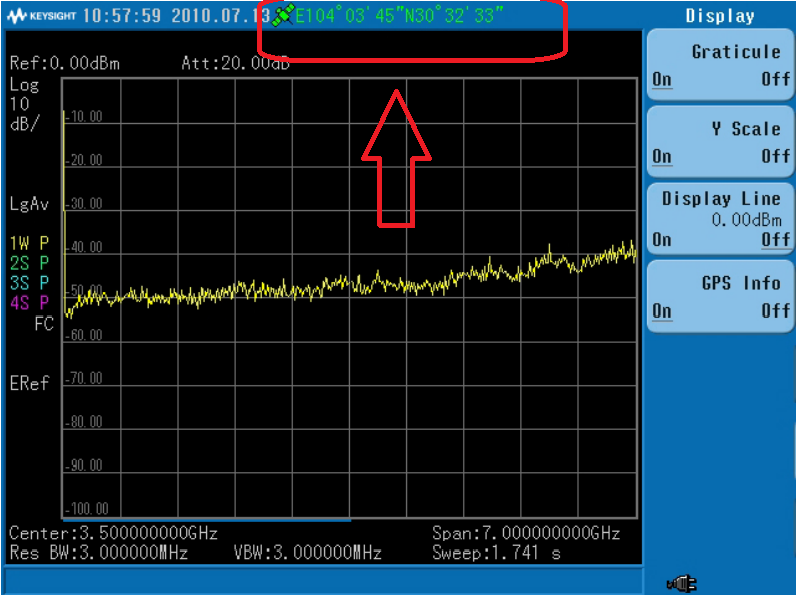 KEYSIGHT 10:57:59 2010.07.13 E104°03'45"N30°32'33"
Display
Ref:0.00dBm Att:20.00dB
Log
10
dB/
LgAv
1W P
2S P
3S P
4S P
FC
ERef
-10.00
-20.00
-30.00
-40.00
-50.00
-60.00
-70.00
-80.00
-90.00
-100.00
Center:3.500000000GHz Span:7.000000000GHz
Res BW:3.000000MHz VBW:3.000000MHz Sweep:1.741 s
Graticule
On Off
Y Scale
On Off
Display Line
0.00dBm
On Off
GPS Info
On Off